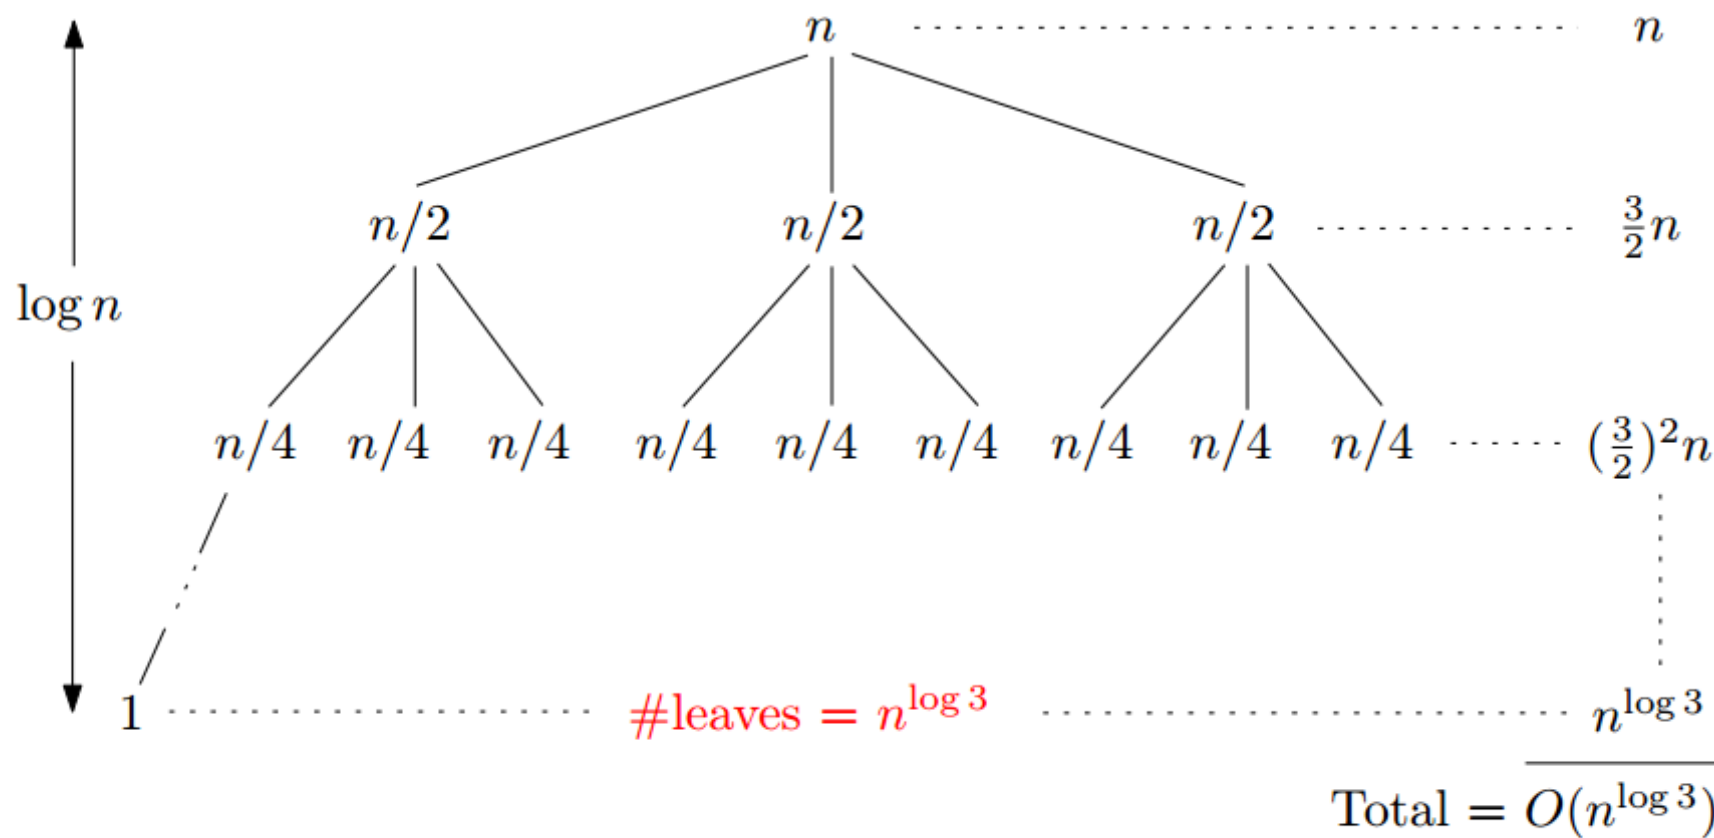 n n
n/2 n/2 n/2 3/2 n
log n
n/4 n/4 n/4 n/4 n/4 n/4 n/4 n/4 n/4 (3/2)²n
1 #leaves = n^{log 3} n^{log 3}
Total = O(n^{log 3})